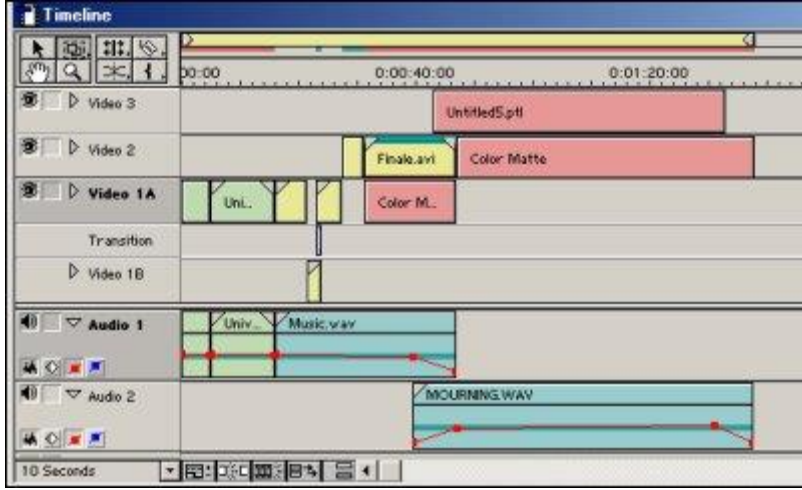 Timeline
00:00 0:00:40:00 0:01:20:00
Video 3
Untitled5.ptl
Video 2
Finale.avi
Color Matte
Video 1A
Uni..
Color M..
Transition
Video 1B
Audio 1
Univ..
Music.wav
Audio 2
MOURNING.WAV
10 Seconds